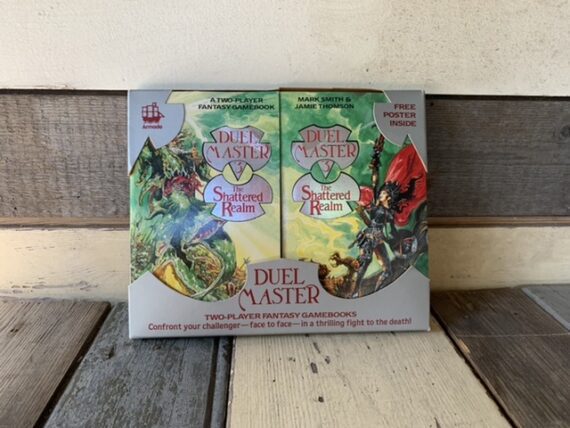 Armada
A TWO-PLAYER
FANTASY GAMEBOOK
MARK SMITH &
JAMIE THOMSON
FREE
POSTER
INSIDE
DUEL
MASTER
3
The
Shattered
Realm
DUEL
MASTER
3
The
Shattered
Realm
DUEL
MASTER
TWO-PLAYER FANTASY GAMEBOOKS
Confront your challenger—face to face—in a thrilling fight to the death!